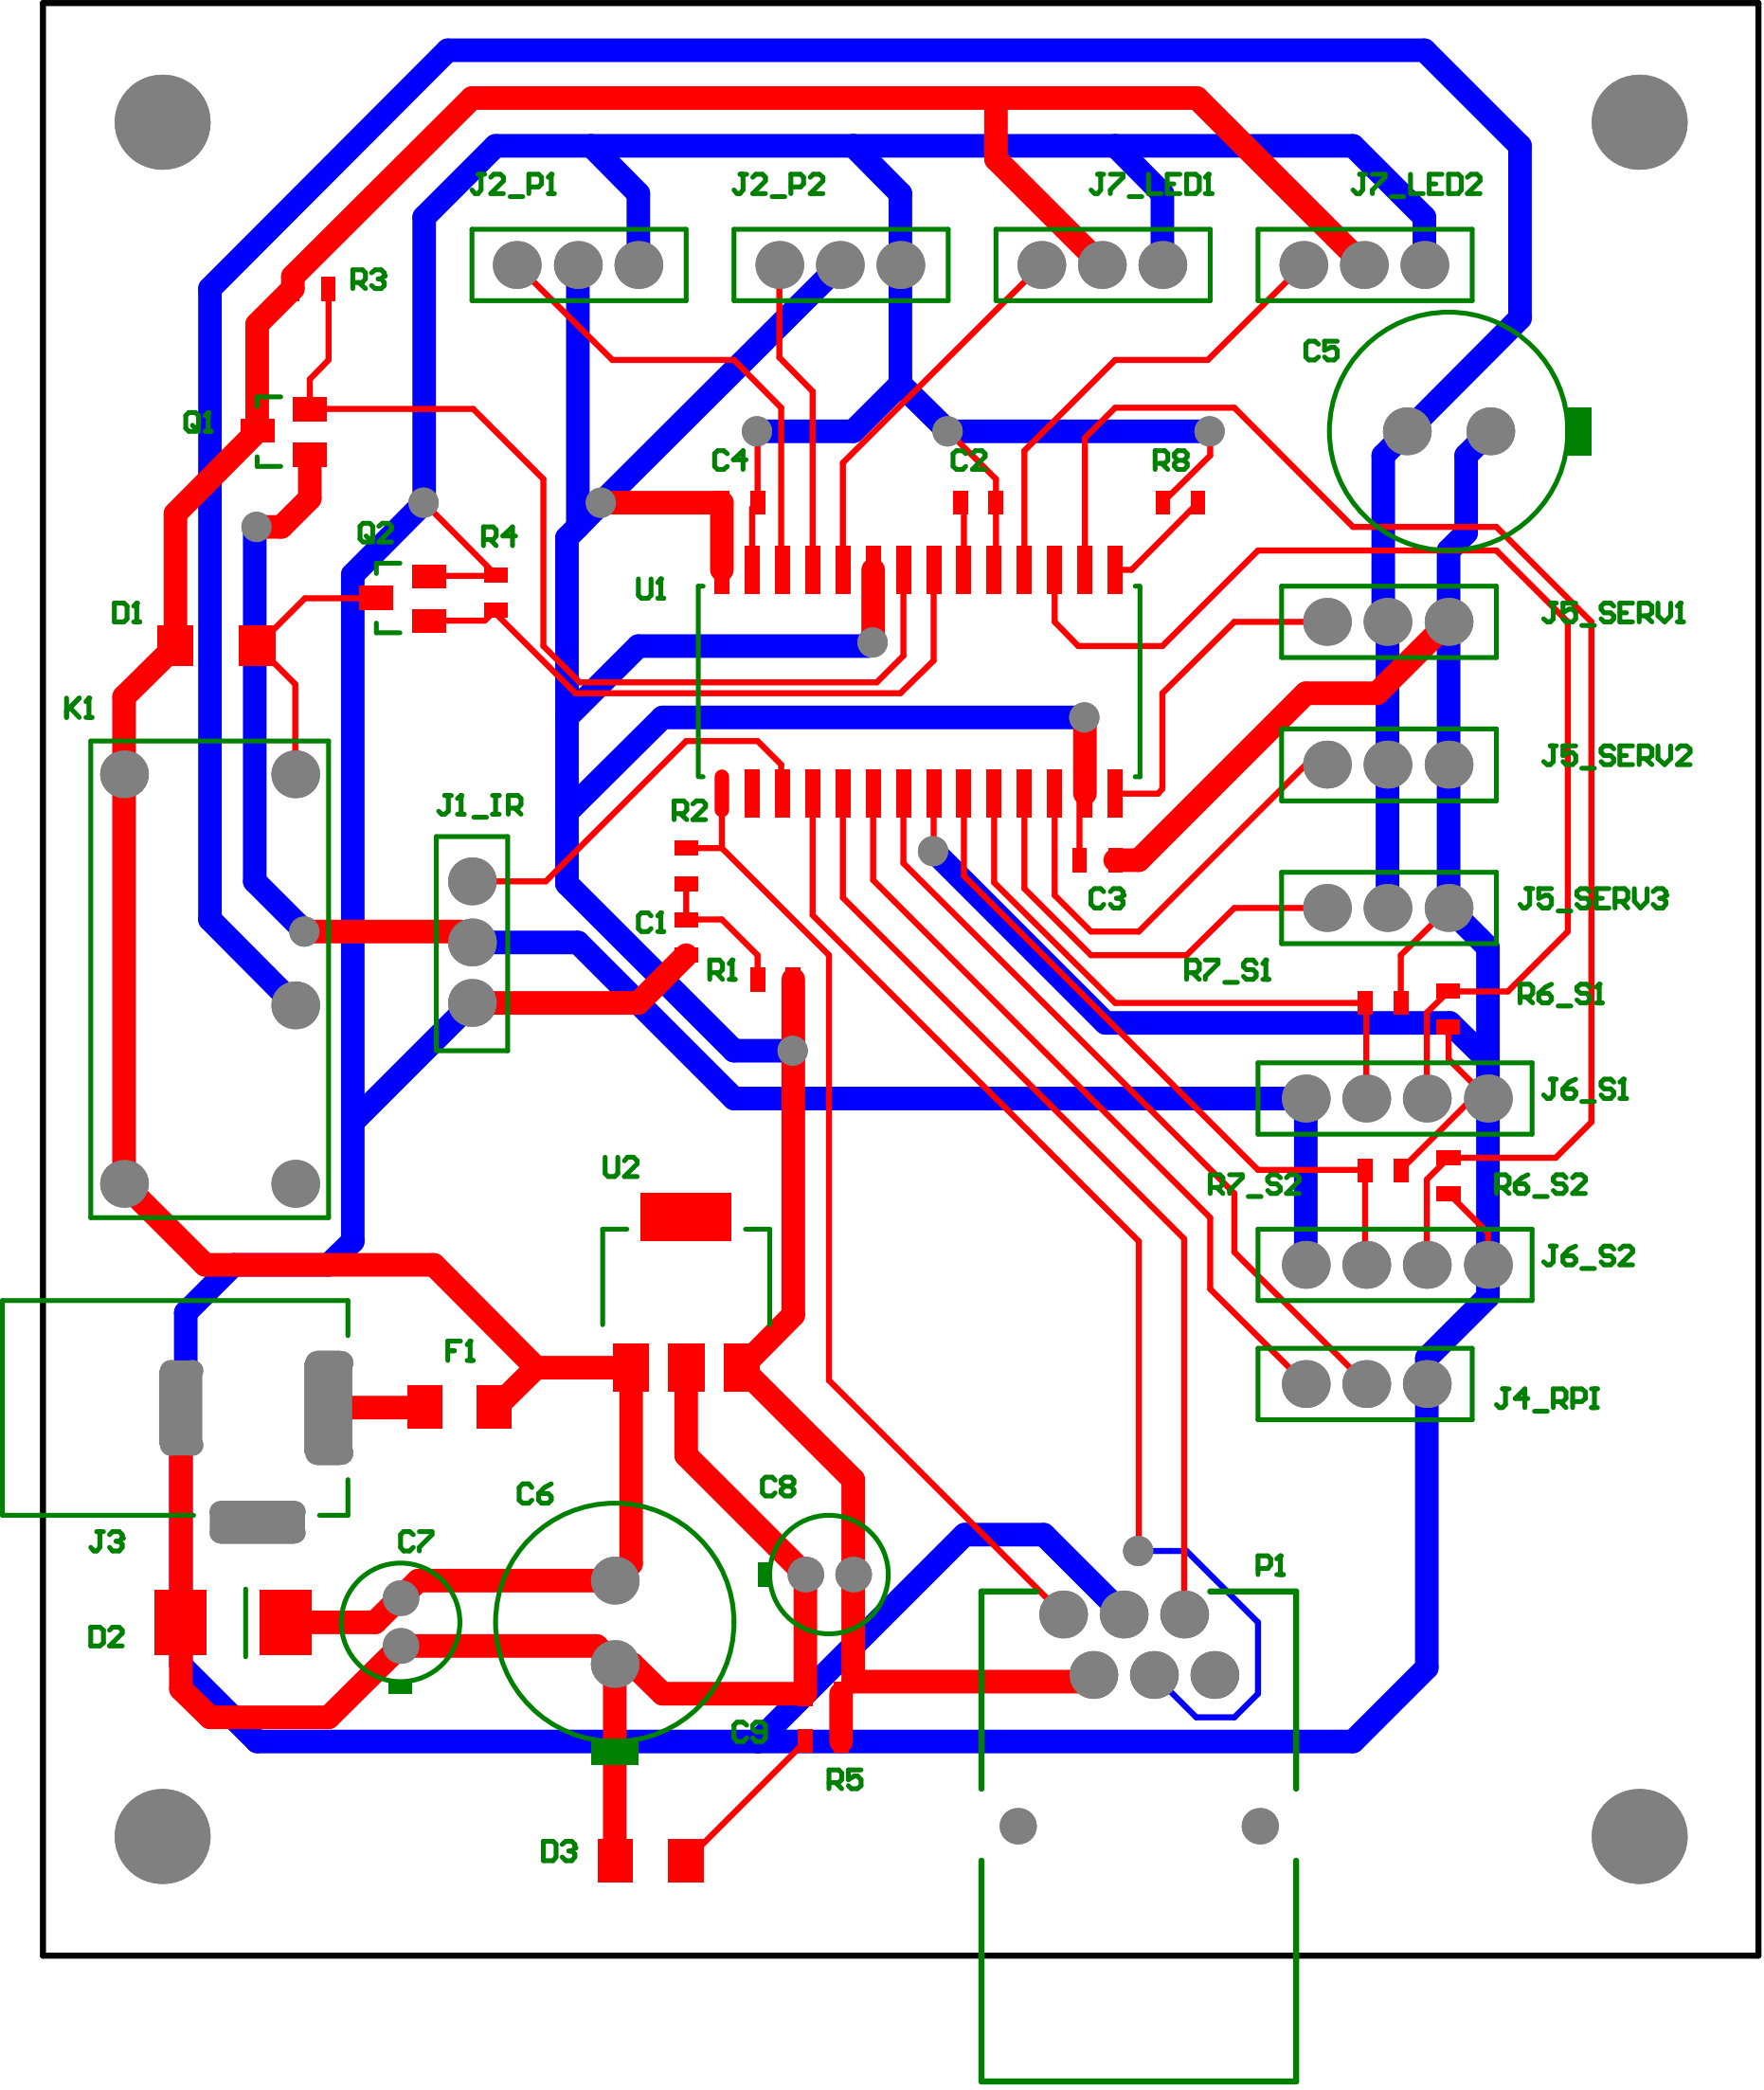 J2_P1
J2_P2
J7_LED1
J7_LED2
R3
C5
Q1
C4
C2
R8
Q2
R4
U1
D1
J5_SERV1
K1
J5_SERV2
J1_IR
R2
C3
J5_SERV3
C1
R1
R7_S1
R6_S1
J6_S1
U2
R7_S2
R6_S2
J6_S2
F1
J4_RPI
C6
C8
J3
C7
P1
D2
C9
R5
D3